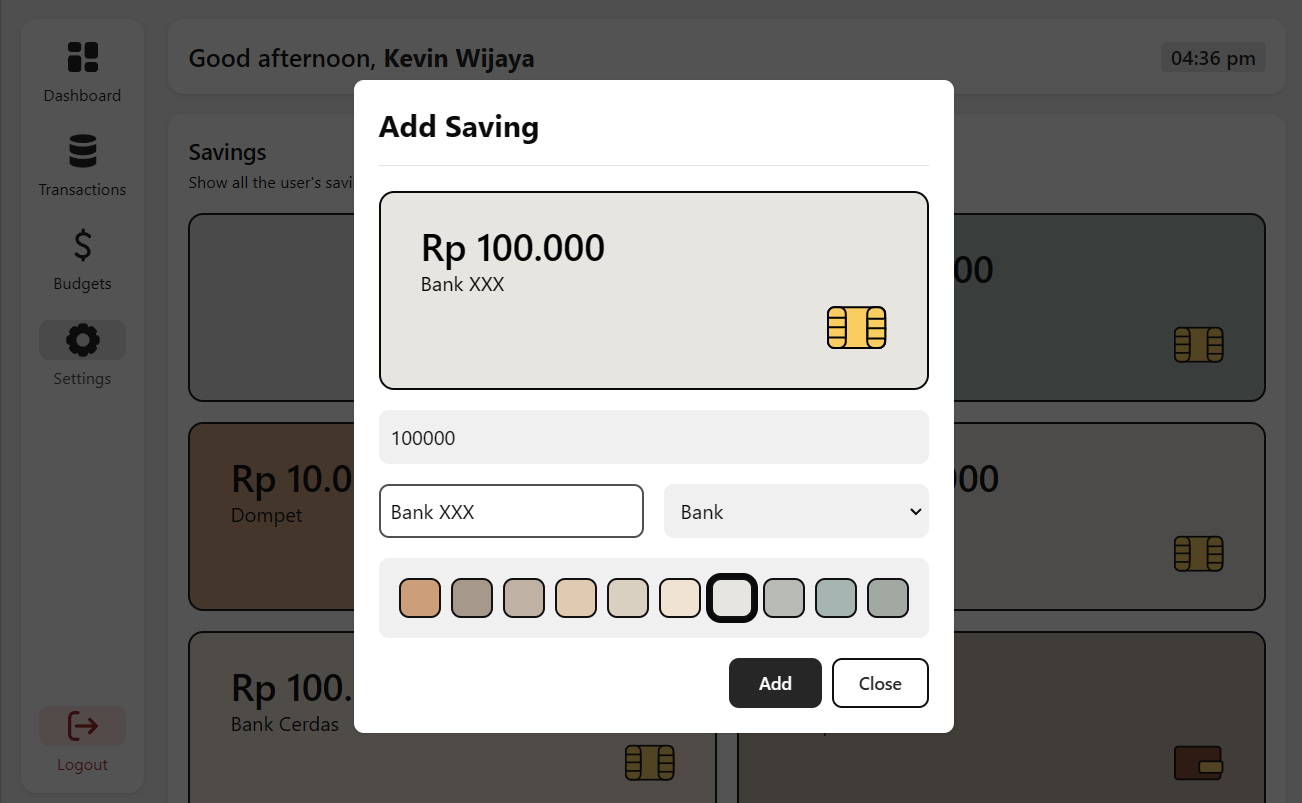 Good afternoon, Kevin Wijaya
04:36 pm
Dashboard
Transactions
Budgets
Settings
Logout
Savings
Show all the user's
00
Rp 10.0
Dompet
00
Rp 100.
Bank Cerdas
Add Saving
Rp 100.000
Bank XXX
100000
Bank XXX
Bank
Add
Close